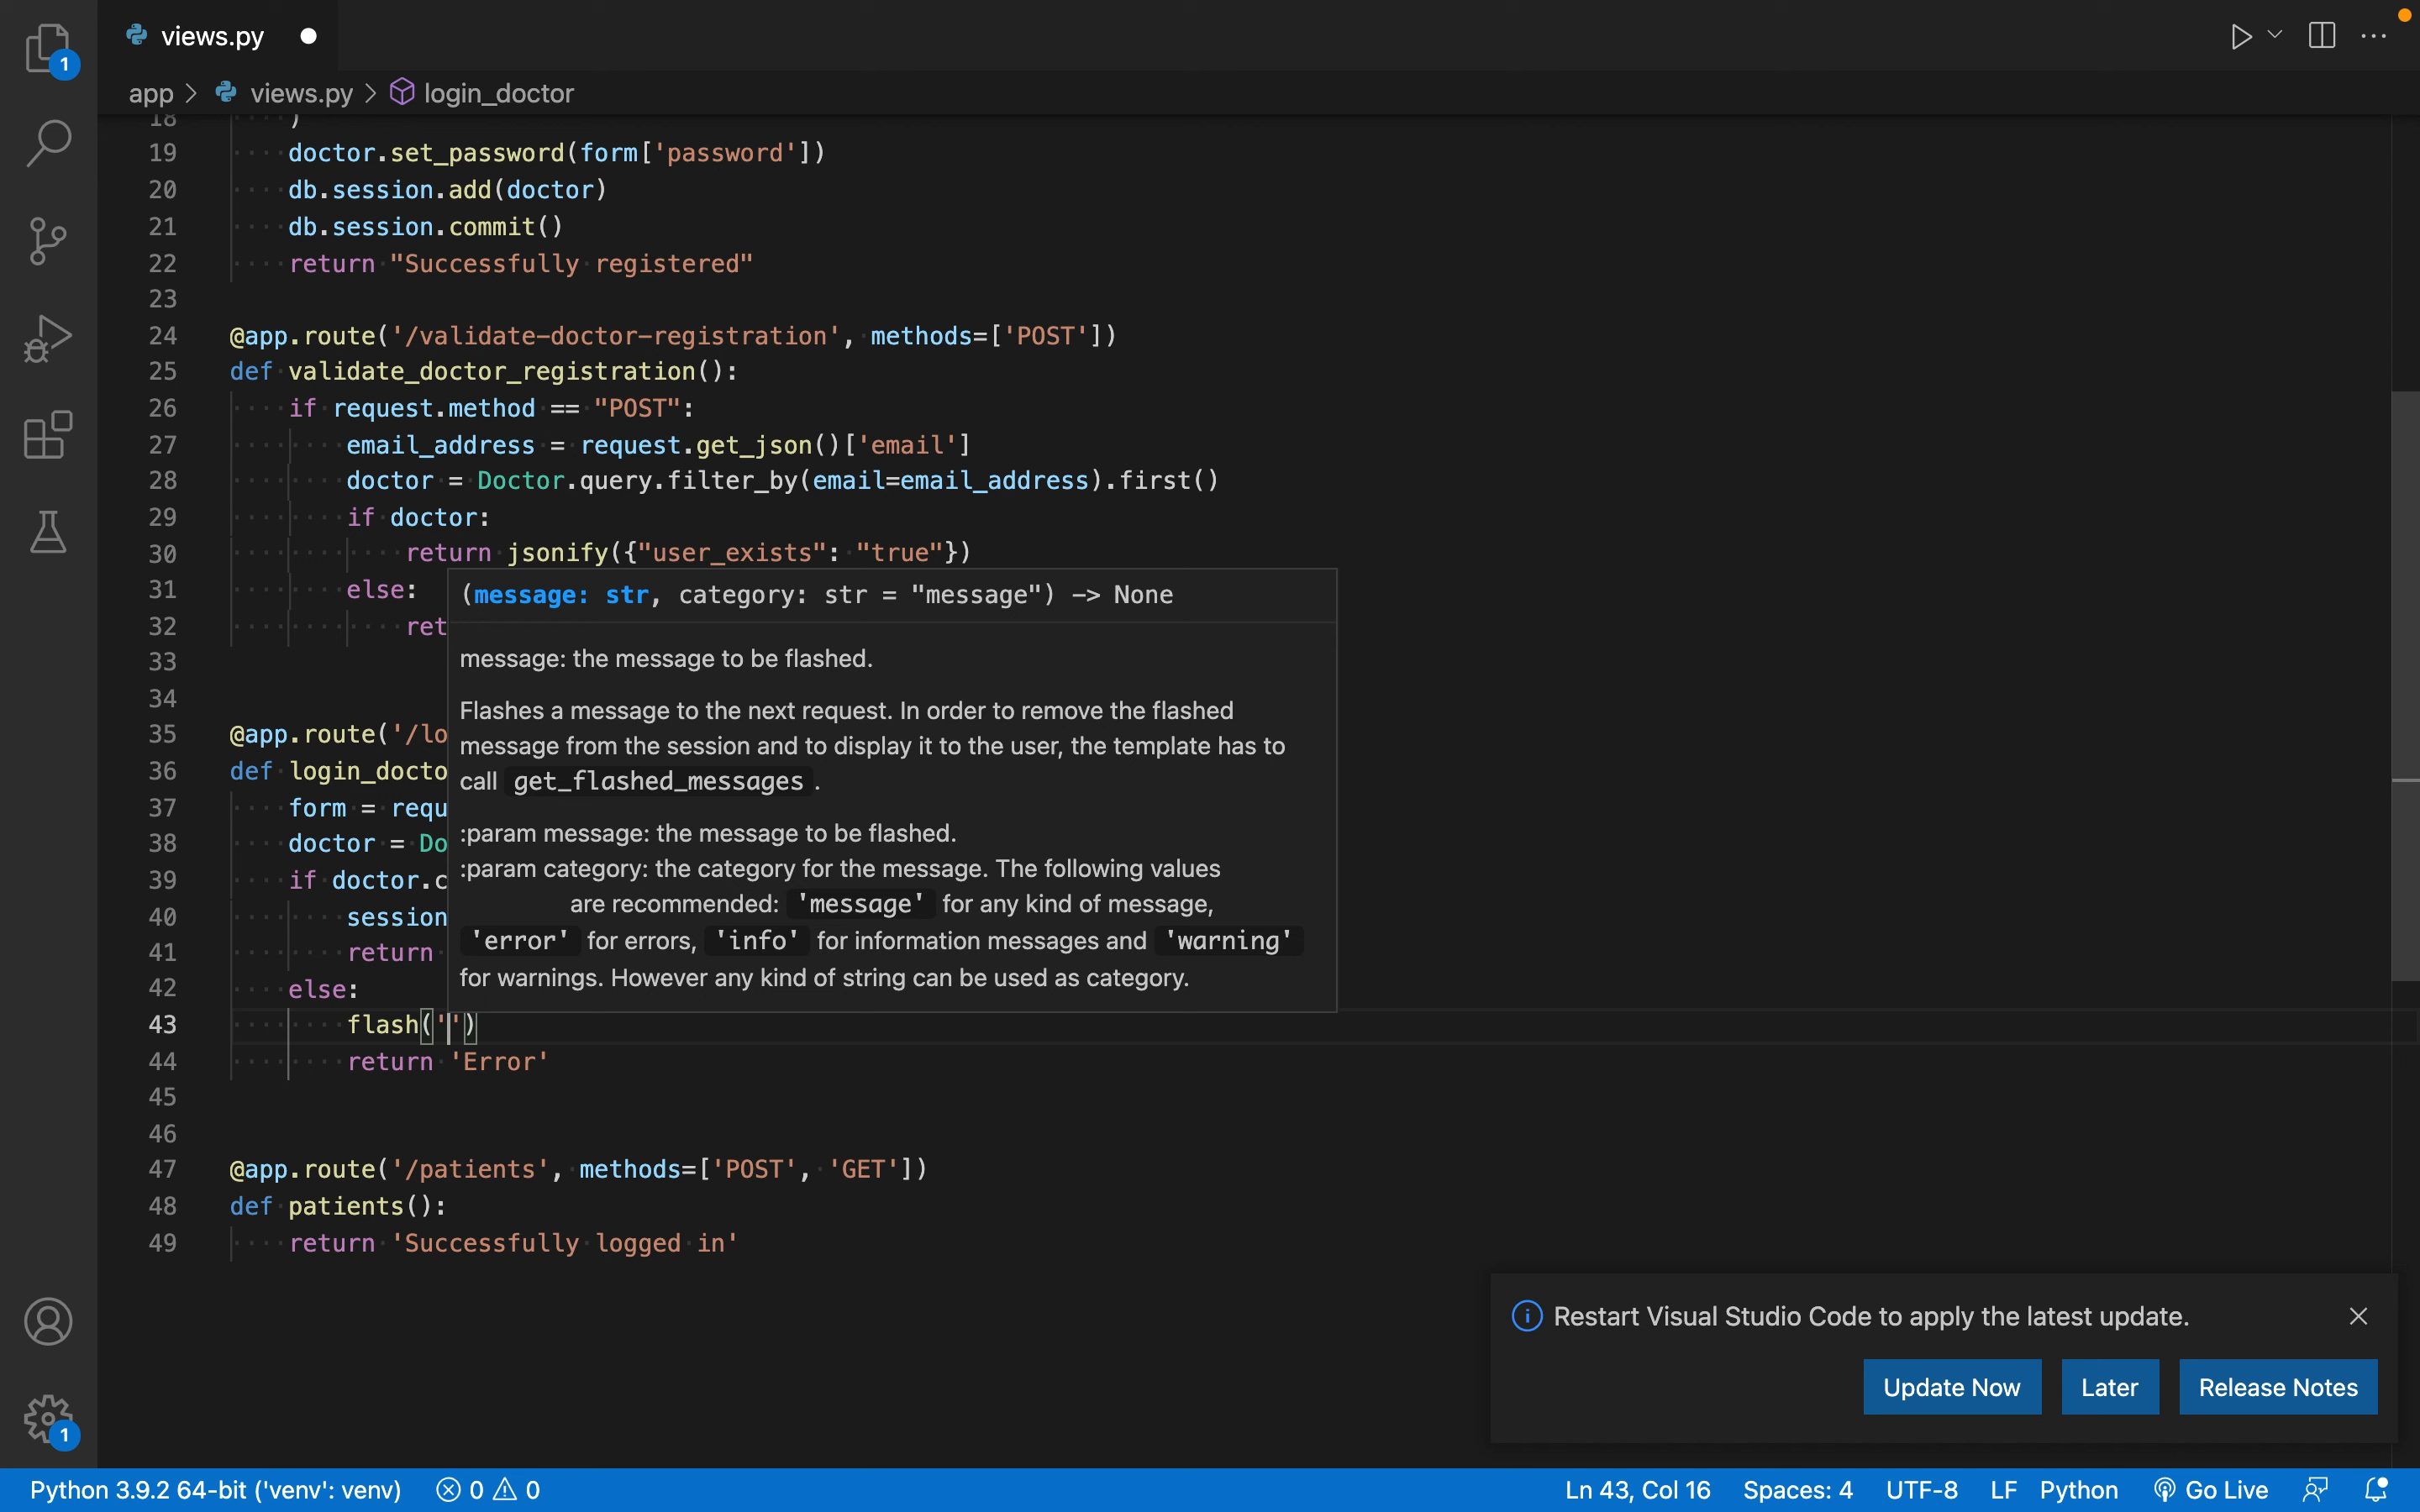 views.py
1
app > views.py > login_doctor
18 )
19 doctor.set_password(form['password'])
20 db.session.add(doctor)
21 db.session.commit()
22 return "Successfully registered"
23
24 @app.route('/validate-doctor-registration', methods=['POST'])
25 def validate_doctor_registration():
26 if request.method == "POST":
27 email_address = request.get_json()['email']
28 doctor = Doctor.query.filter_by(email=email_address).first()
29 if doctor:
30 return jsonify({"user_exists": "true"})
31 else:
(message: str, category: str = "message") -> None
32 ret
message: the message to be flashed.
33
34
Flashes a message to the next request. In order to remove the flashed
35 @app.route('/lo
message from the session and to display it to the user, the template has to
36 def login_docto
call get_flashed_messages .
37 form = requ
:param message: the message to be flashed.
38 doctor = Do
:param category: the category for the message. The following values
39 if doctor.c
are recommended: 'message' for any kind of message,
40 session
'error' for errors, 'info' for information messages and 'warning'
41 return
for warnings. However any kind of string can be used as category.
42 else:
43 flash('')
44 return 'Error'
45
46
47 @app.route('/patients', methods=['POST', 'GET'])
48 def patients():
49 return 'Successfully logged in'
Restart Visual Studio Code to apply the latest update.
Update Now Later Release Notes
1
Python 3.9.2 64-bit ('venv': venv) 0 0 Ln 43, Col 16 Spaces: 4 UTF-8 LF Python Go Live